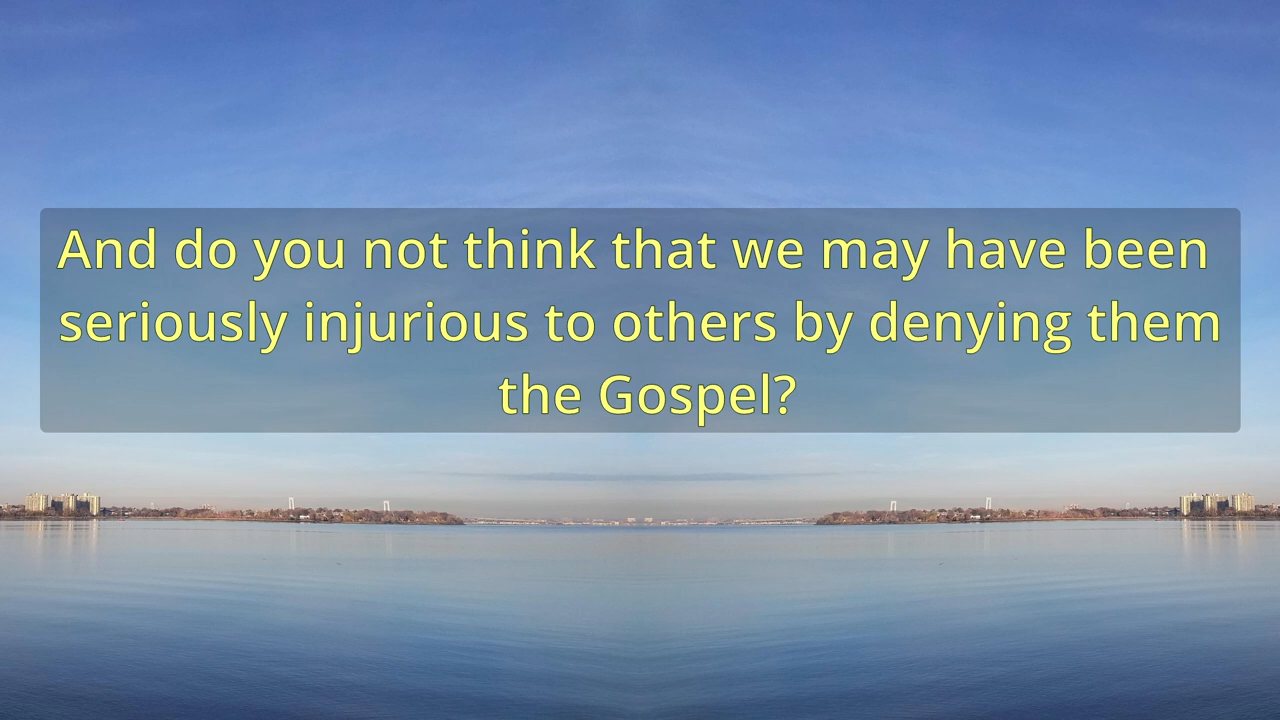 And do you not think that we may have been
seriously injurious to others by denying them
the Gospel?